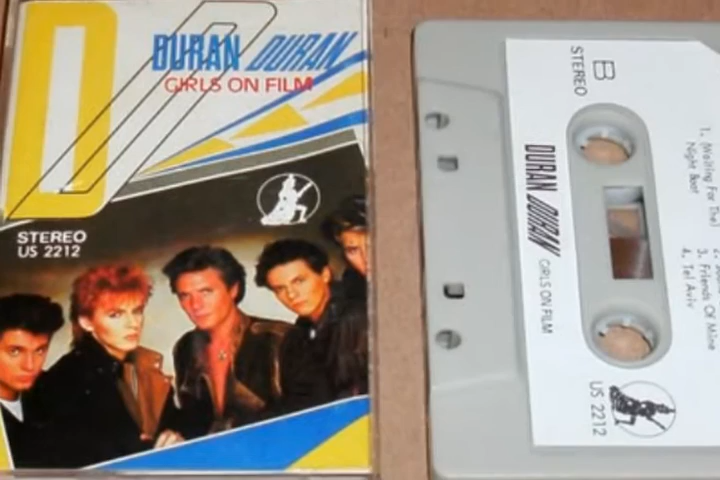 DURAN DURAN
GIRLS ON FILM
STEREO
US 2212
B
STEREO
DURAN DURAN
GIRLS ON FILM
1. (Waiting For The)
Night Boat
3. Friends Of Mine
4. Tel Aviv
US 2212